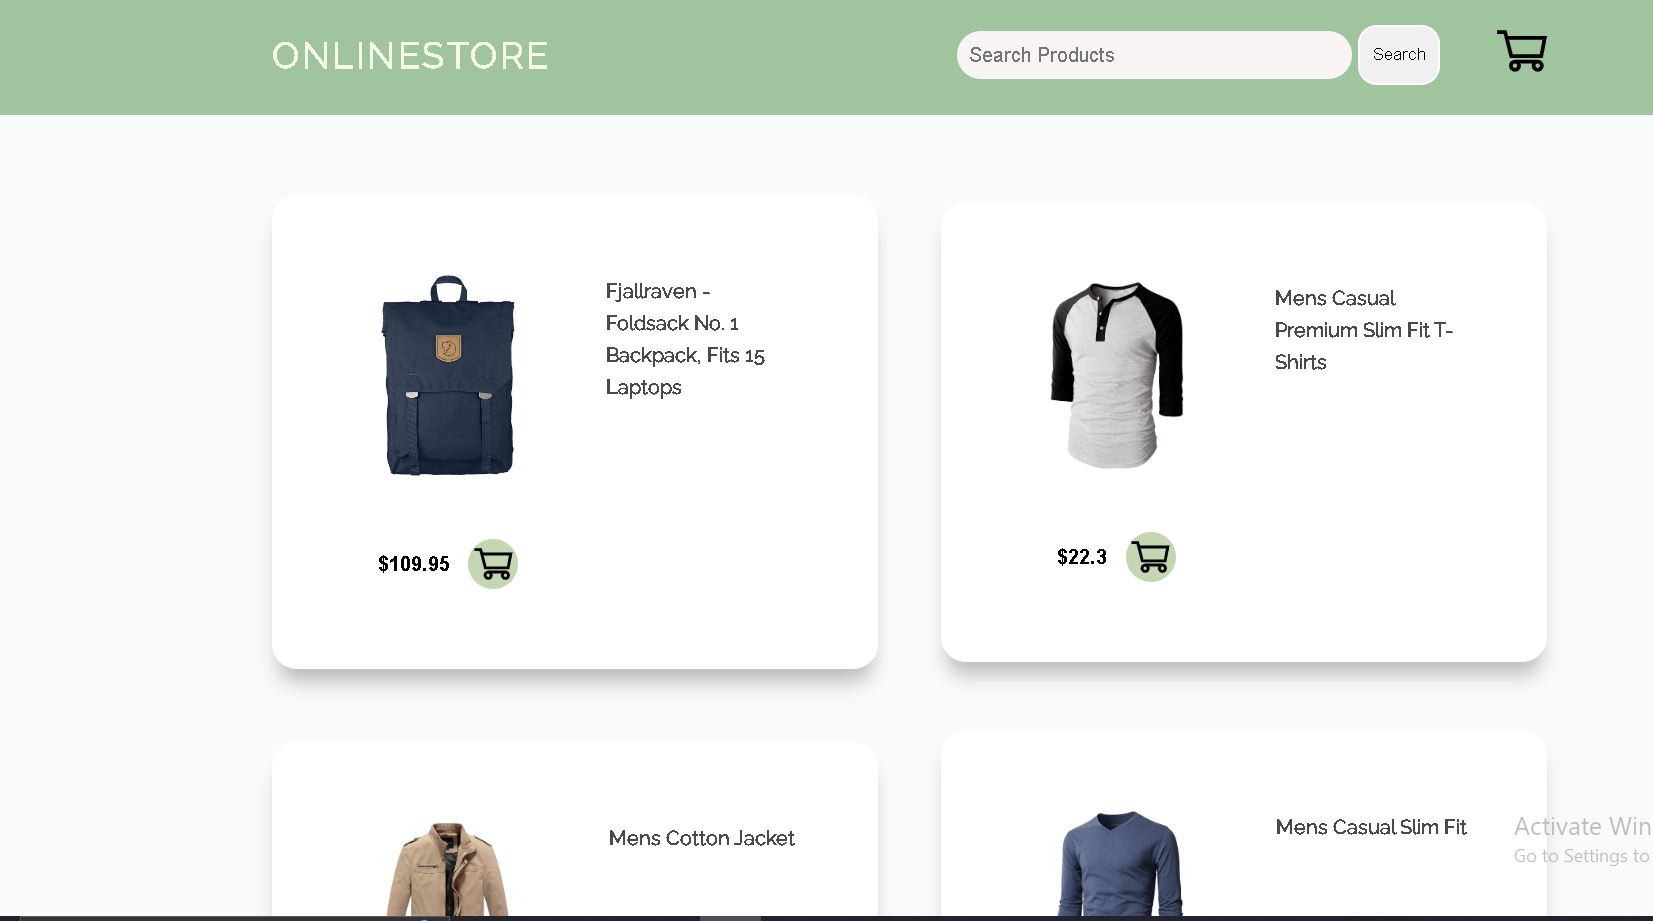 ONLINESTORE
Search Products
Search
Fjallraven -
Foldsack No. 1
Backpack, Fits 15
Laptops
$109.95
Mens Casual
Premium Slim Fit T-
Shirts
$22.3
Mens Cotton Jacket
Mens Casual Slim Fit
Activate Win
Go to Settings to